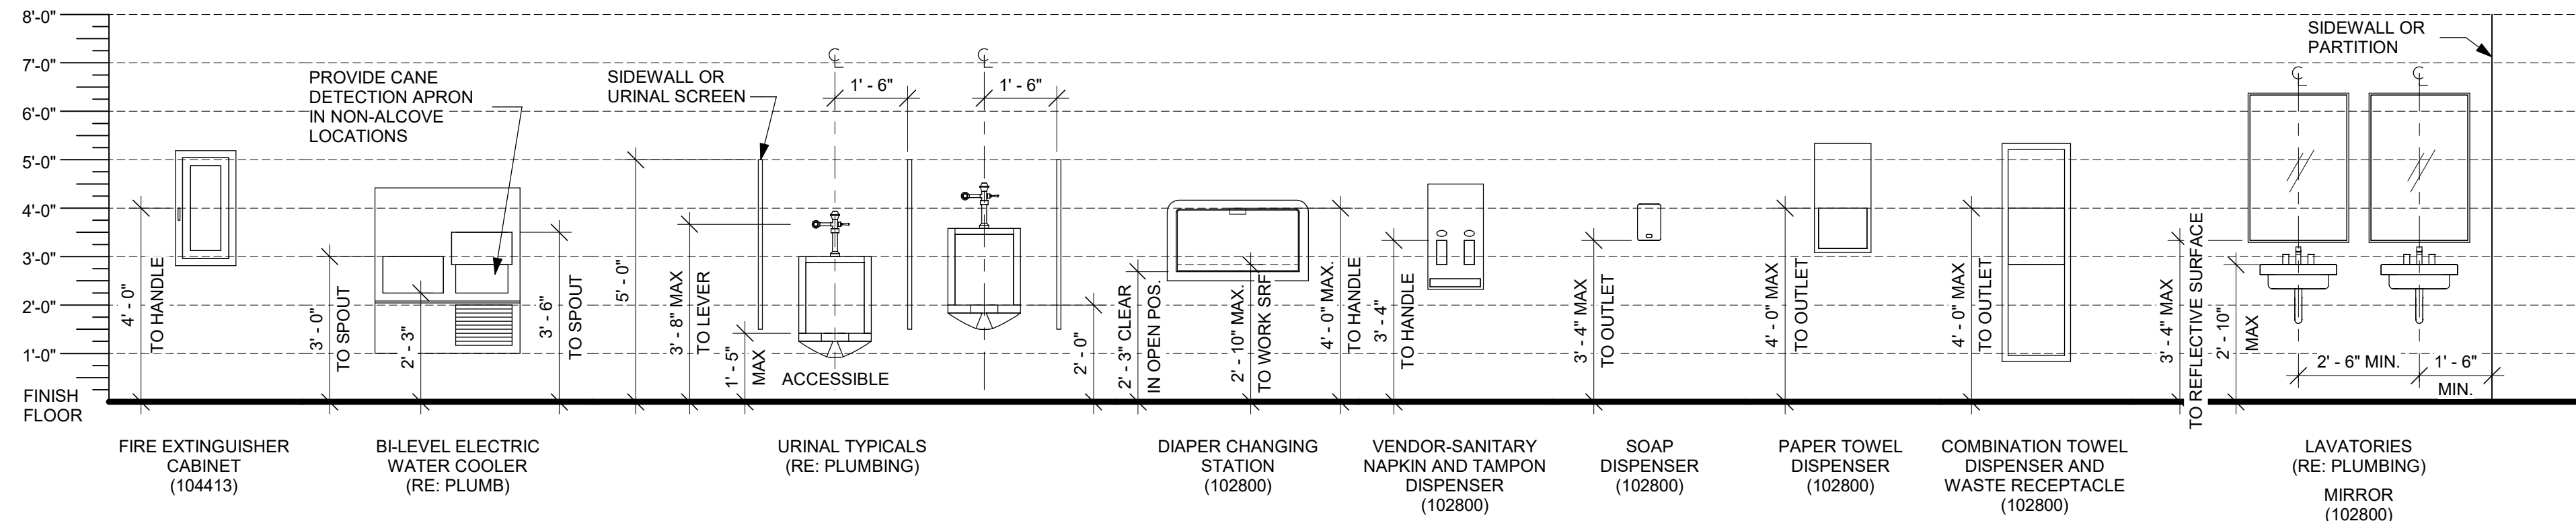 8'-0"
7'-0"
6'-0"
5'-0"
4'-0"
3'-0"
2'-0"
1'-0"
FINISH
FLOOR
4' - 0"
TO HANDLE
FIRE EXTINGUISHER
CABINET
(104413)
PROVIDE CANE
DETECTION APRON
IN NON-ALCOVE
LOCATIONS
3' - 0"
TO SPOUT
2' - 3"
3' - 6"
TO SPOUT
BI-LEVEL ELECTRIC
WATER COOLER
(RE: PLUMB)
SIDEWALL OR
URINAL SCREEN
5' - 0"
3' - 8" MAX
TO LEVER
1' - 5"
MAX
ACCESSIBLE
CL
1' - 6"
CL
1' - 6"
2' - 0"
URINAL TYPICALS
(RE: PLUMBING)
2' - 3" CLEAR
IN OPEN POS.
2' - 10" MAX.
TO WORK SRF
4' - 0" MAX.
TO HANDLE
DIAPER CHANGING
STATION
(102800)
3' - 4"
TO HANDLE
VENDOR-SANITARY
NAPKIN AND TAMPON
DISPENSER
(102800)
3' - 4" MAX
TO OUTLET
SOAP
DISPENSER
(102800)
4' - 0" MAX
TO OUTLET
PAPER TOWEL
DISPENSER
(102800)
4' - 0" MAX
TO OUTLET
COMBINATION TOWEL
DISPENSER AND
WASTE RECEPTACLE
(102800)
SIDEWALL OR
PARTITION
CL
CL
3' - 4" MAX
TO REFLECTIVE SURFACE
2' - 10"
MAX
2' - 6" MIN.
1' - 6"
MIN.
LAVATORIES
(RE: PLUMBING)
MIRROR
(102800)